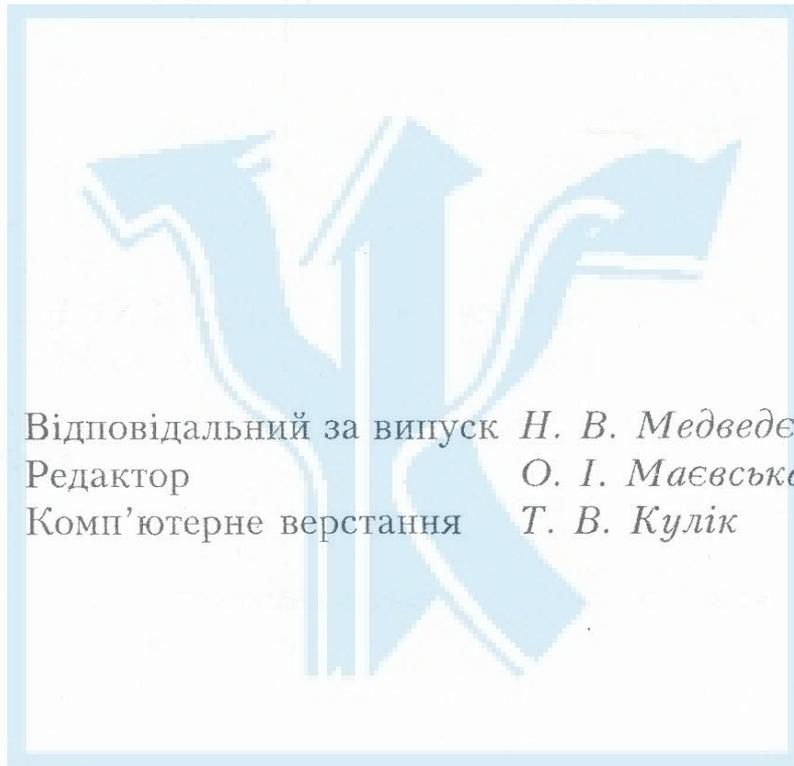 Відповідальний за випуск Н. В. Медведє
Редактор О. І. Маєвськ
Комп’ютерне верстання Т. В. Кулік